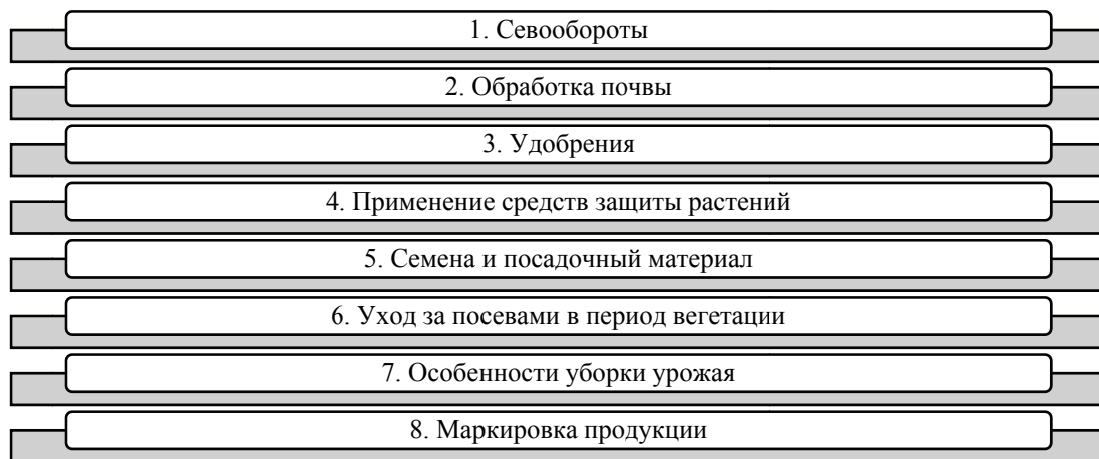 1. Севообороты
2. Обработка почвы
3. Удобрения
4. Применение средств защиты растений
5. Семена и посадочный материал
6. Уход за посевами в период вегетации
7. Особенности уборки урожая
8. Маркировка продукции